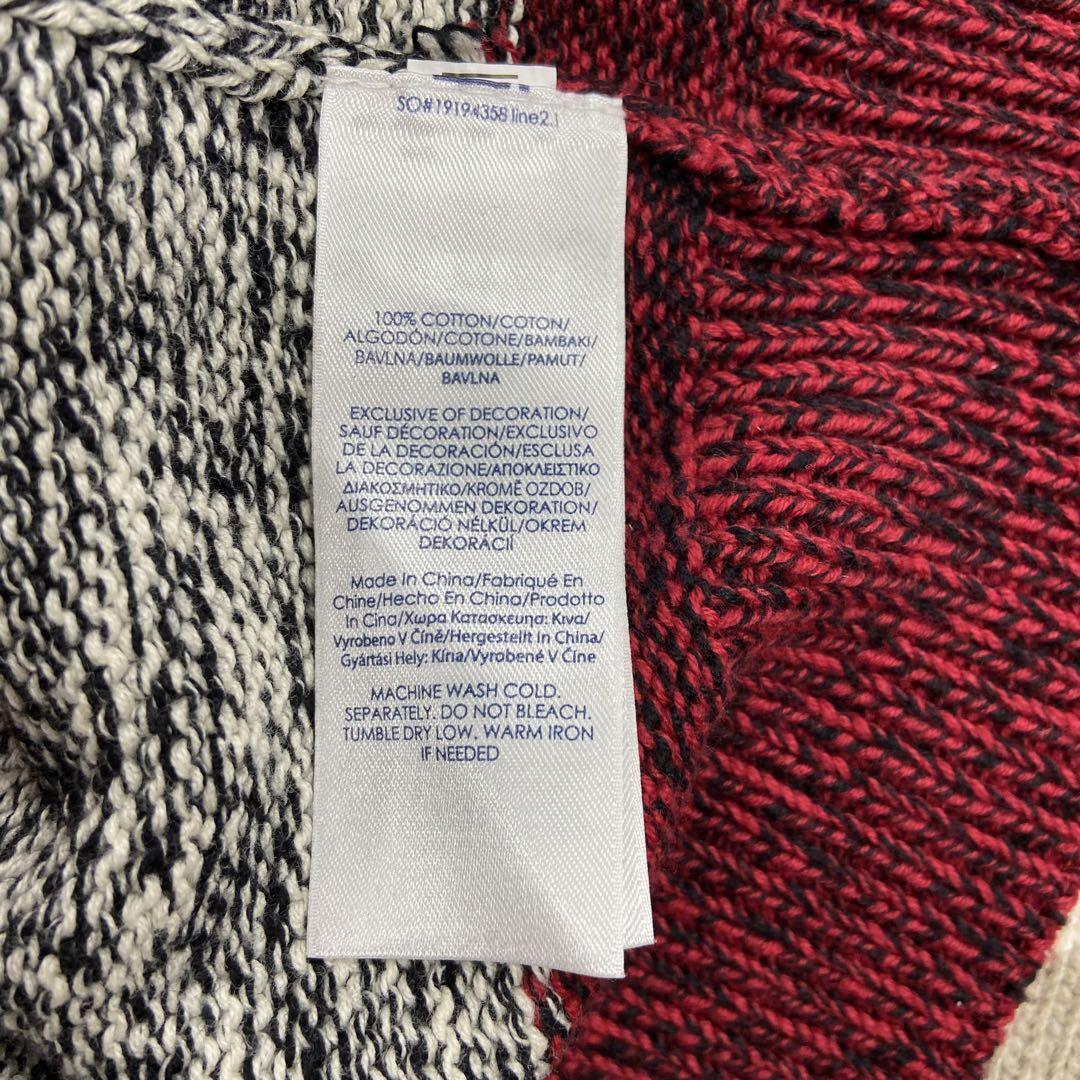 SO#19194358 line2.1
100% COTTON/COTON/
ALGODÓN/COTONE/BAMBAKI/
BAVLNA/BAUMWOLLE/PAMUT/
BAVLNA
EXCLUSIVE OF DECORATION/
SAUF DÉCORATION/EXCLUSIVO
DE LA DECORACIÓN/ESCLUSA
LA DECORAZIONE/ΑΠΟΚΛΕΙΣΤΙΚΟ
ΔΙΑΚΟΣΜΗΤΙΚΟ/KROMĚ OZDOB/
AUSGENOMMEN DEKORATION/
DEKORÁCIÓ NÉLKÜL/OKREM
DEKORÁCIÍ
Made In China/Fabriqué En
Chine/Hecho En China/Prodotto
In Cina/Χωρα Κατασκευησ: Κινα/
Vyrobeno V Číně/Hergestellt In China/
Gyártási Hely: Kína/Vyrobené V Číne
MACHINE WASH COLD.
SEPARATELY. DO NOT BLEACH.
TUMBLE DRY LOW. WARM IRON
IF NEEDED